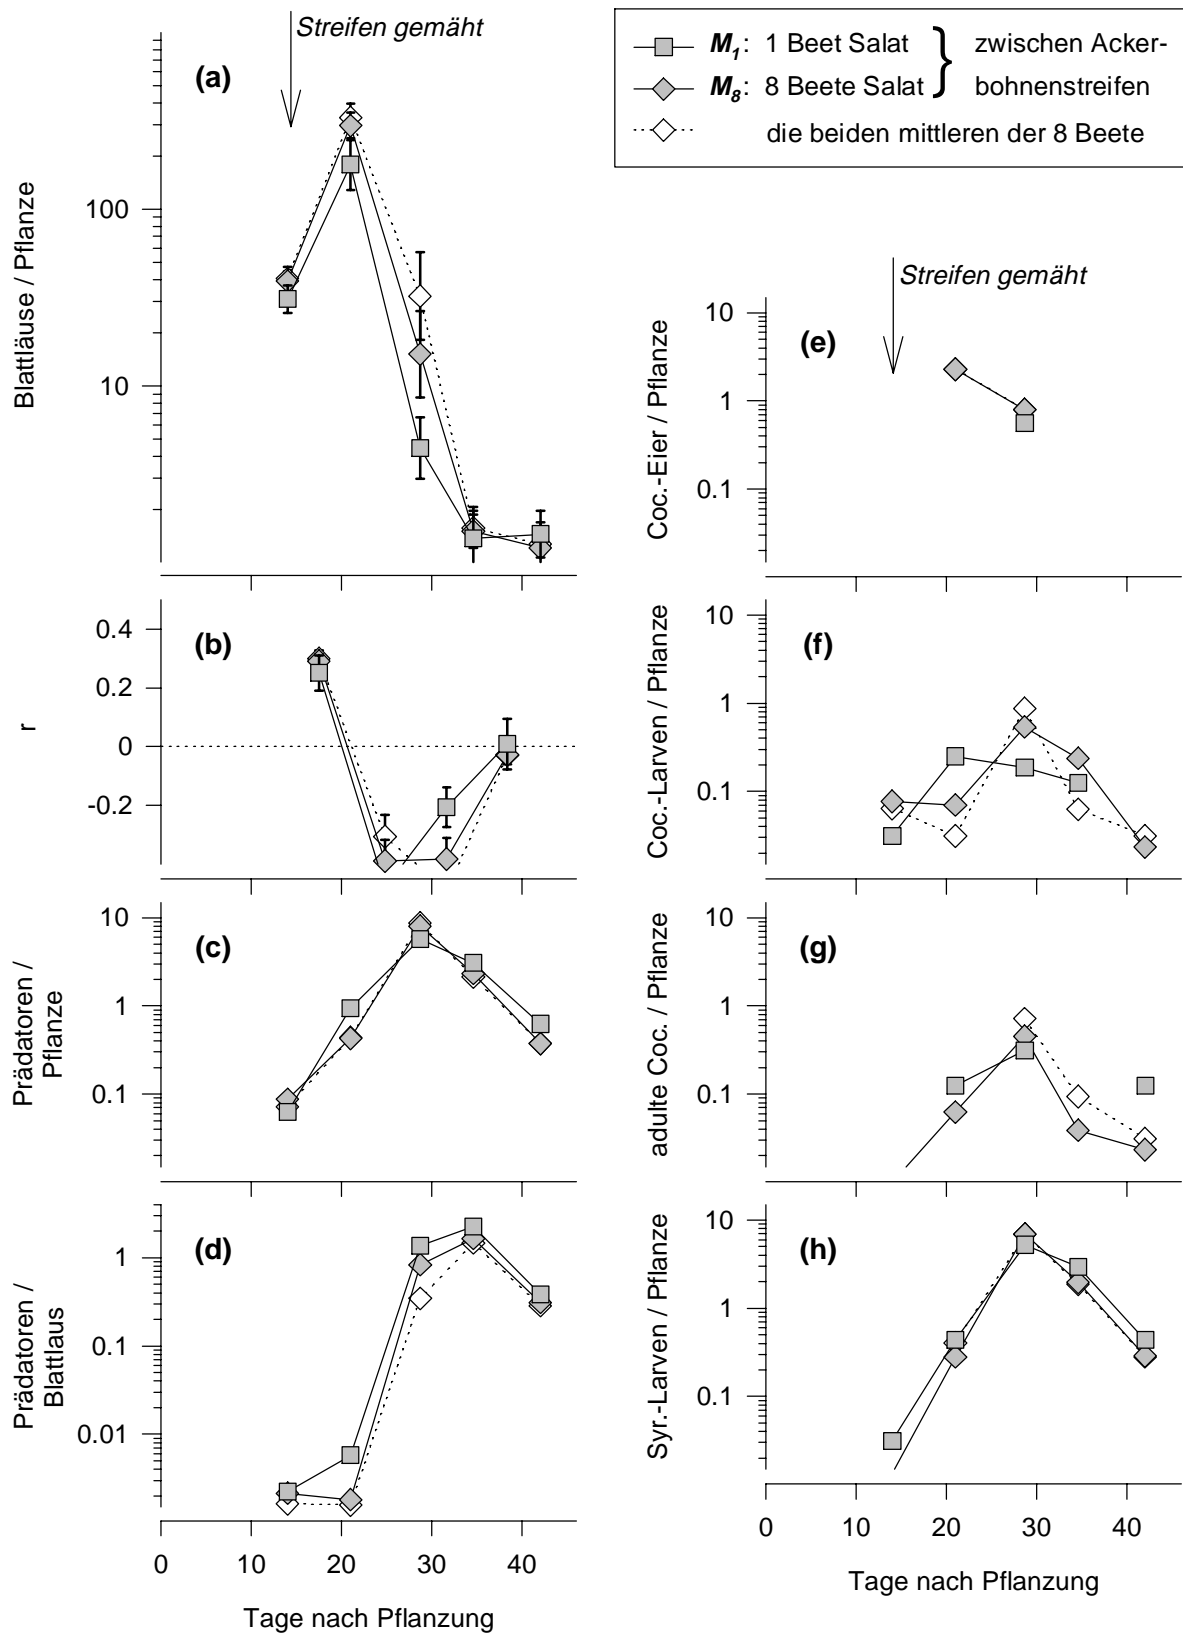 Streifen gemäht
M1: 1 Beet Salat } zwischen Acker-
M8: 8 Beete Salat bohnenstreifen
die beiden mittleren der 8 Beete
(a)
100
10
Blattläuse / Pflanze
(b)
0.4
0.2
0
-0.2
r
(c)
10
1
0.1
Prädatoren /
Pflanze
(d)
1
0.1
0.01
Prädatoren /
Blattlaus
0 10 20 30 40
Tage nach Pflanzung
Streifen gemäht
(e)
10
1
0.1
Coc.-Eier / Pflanze
(f)
10
1
0.1
Coc.-Larven / Pflanze
(g)
10
1
0.1
adulte Coc. / Pflanze
(h)
10
1
0.1
Syr.-Larven / Pflanze
0 10 20 30 40
Tage nach Pflanzung